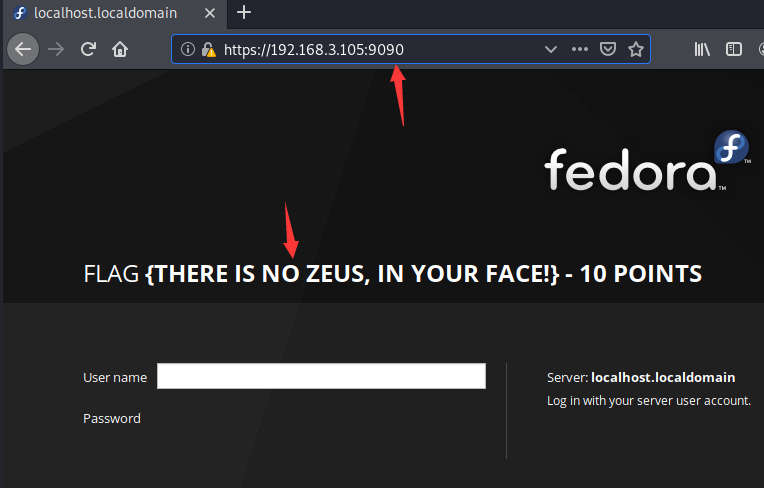 localhost.localdomain
https://192.168.3.105:9090
fedora™
FLAG {THERE IS NO ZEUS, IN YOUR FACE!} - 10 POINTS
User name
Server: localhost.localdomain
Log in with your server user account.
Password